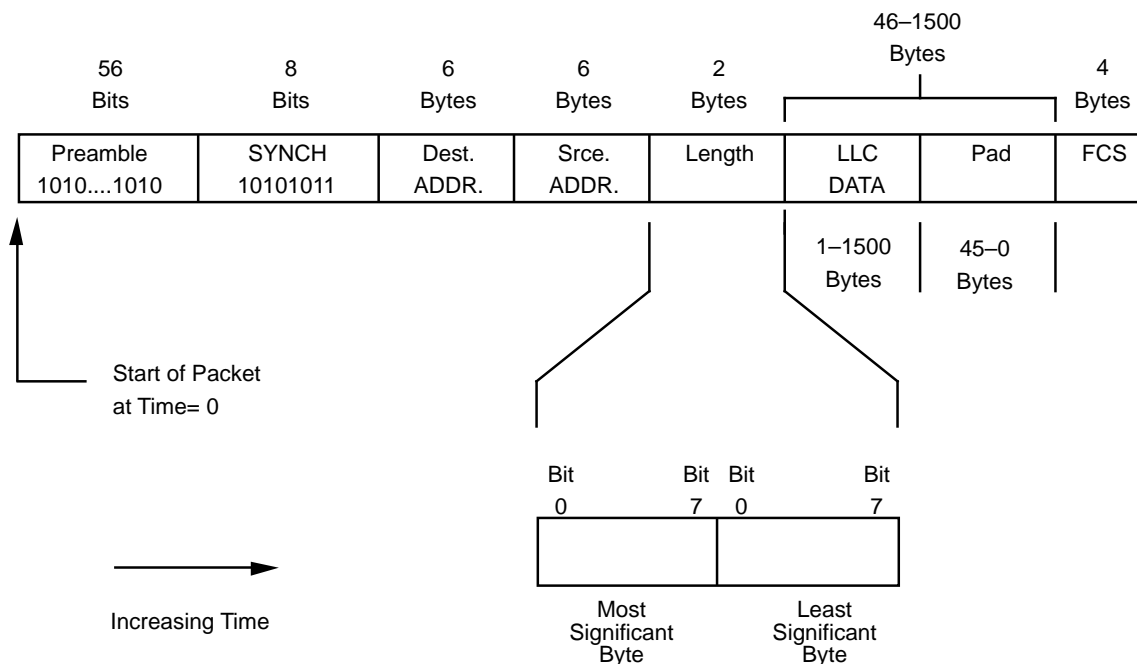 46–1500
Bytes
56
Bits
8
Bits
6
Bytes
6
Bytes
2
Bytes
4
Bytes
Preamble
1010....1010
SYNCH
10101011
Dest.
ADDR.
Srce.
ADDR.
Length
LLC
DATA
Pad
FCS
1–1500
Bytes
45–0
Bytes
Start of Packet
at Time= 0
Bit
0
Bit
7
Bit
0
Bit
7
Increasing Time
Most
Significant
Byte
Least
Significant
Byte